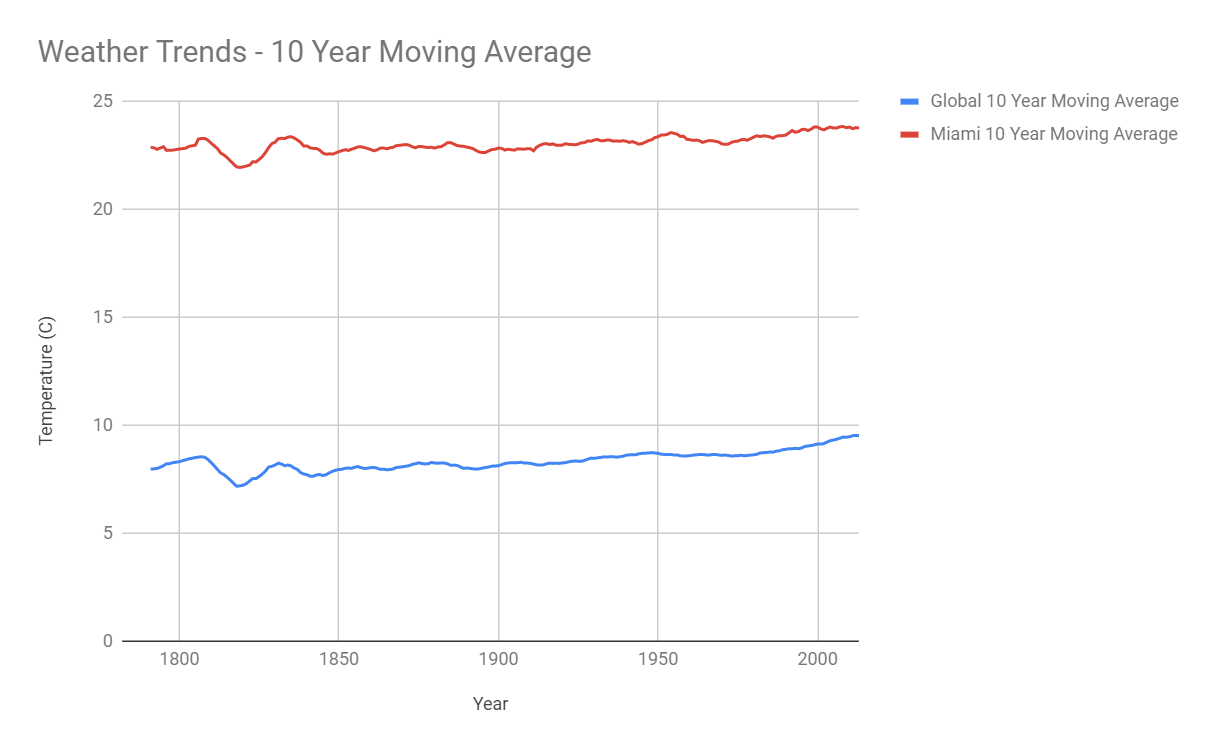 Weather Trends - 10 Year Moving Average
Global 10 Year Moving Average
Miami 10 Year Moving Average
Temperature (C)
25
20
15
10
5
0
1800 1850 1900 1950 2000
Year